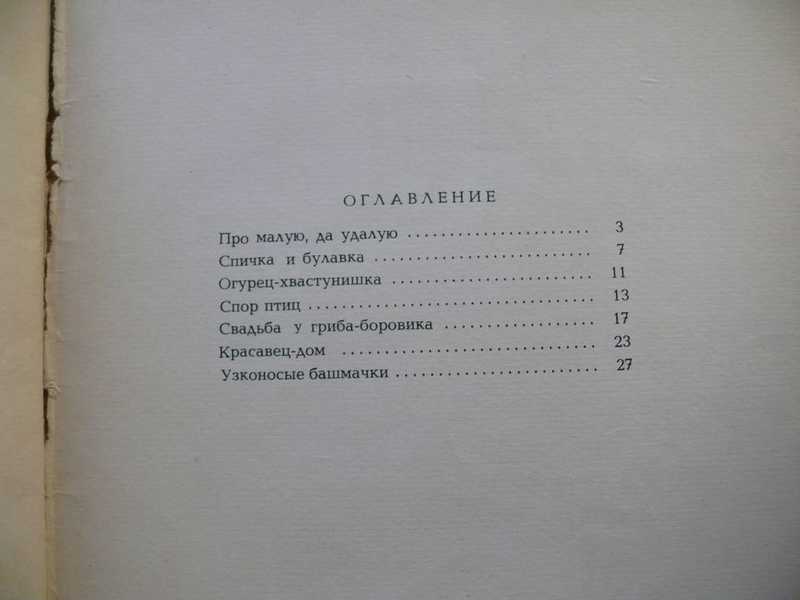 ОГЛАВЛЕНИЕ
Про малую, да удалую ...................... 3
Спичка и булавка .......................... 7
Огурец-хвастунишка ........................ 11
Спор птиц ................................. 13
Свадьба у гриба-боровика .................. 17
Красавец-дом .............................. 23
Узконосые башмачки ........................ 27